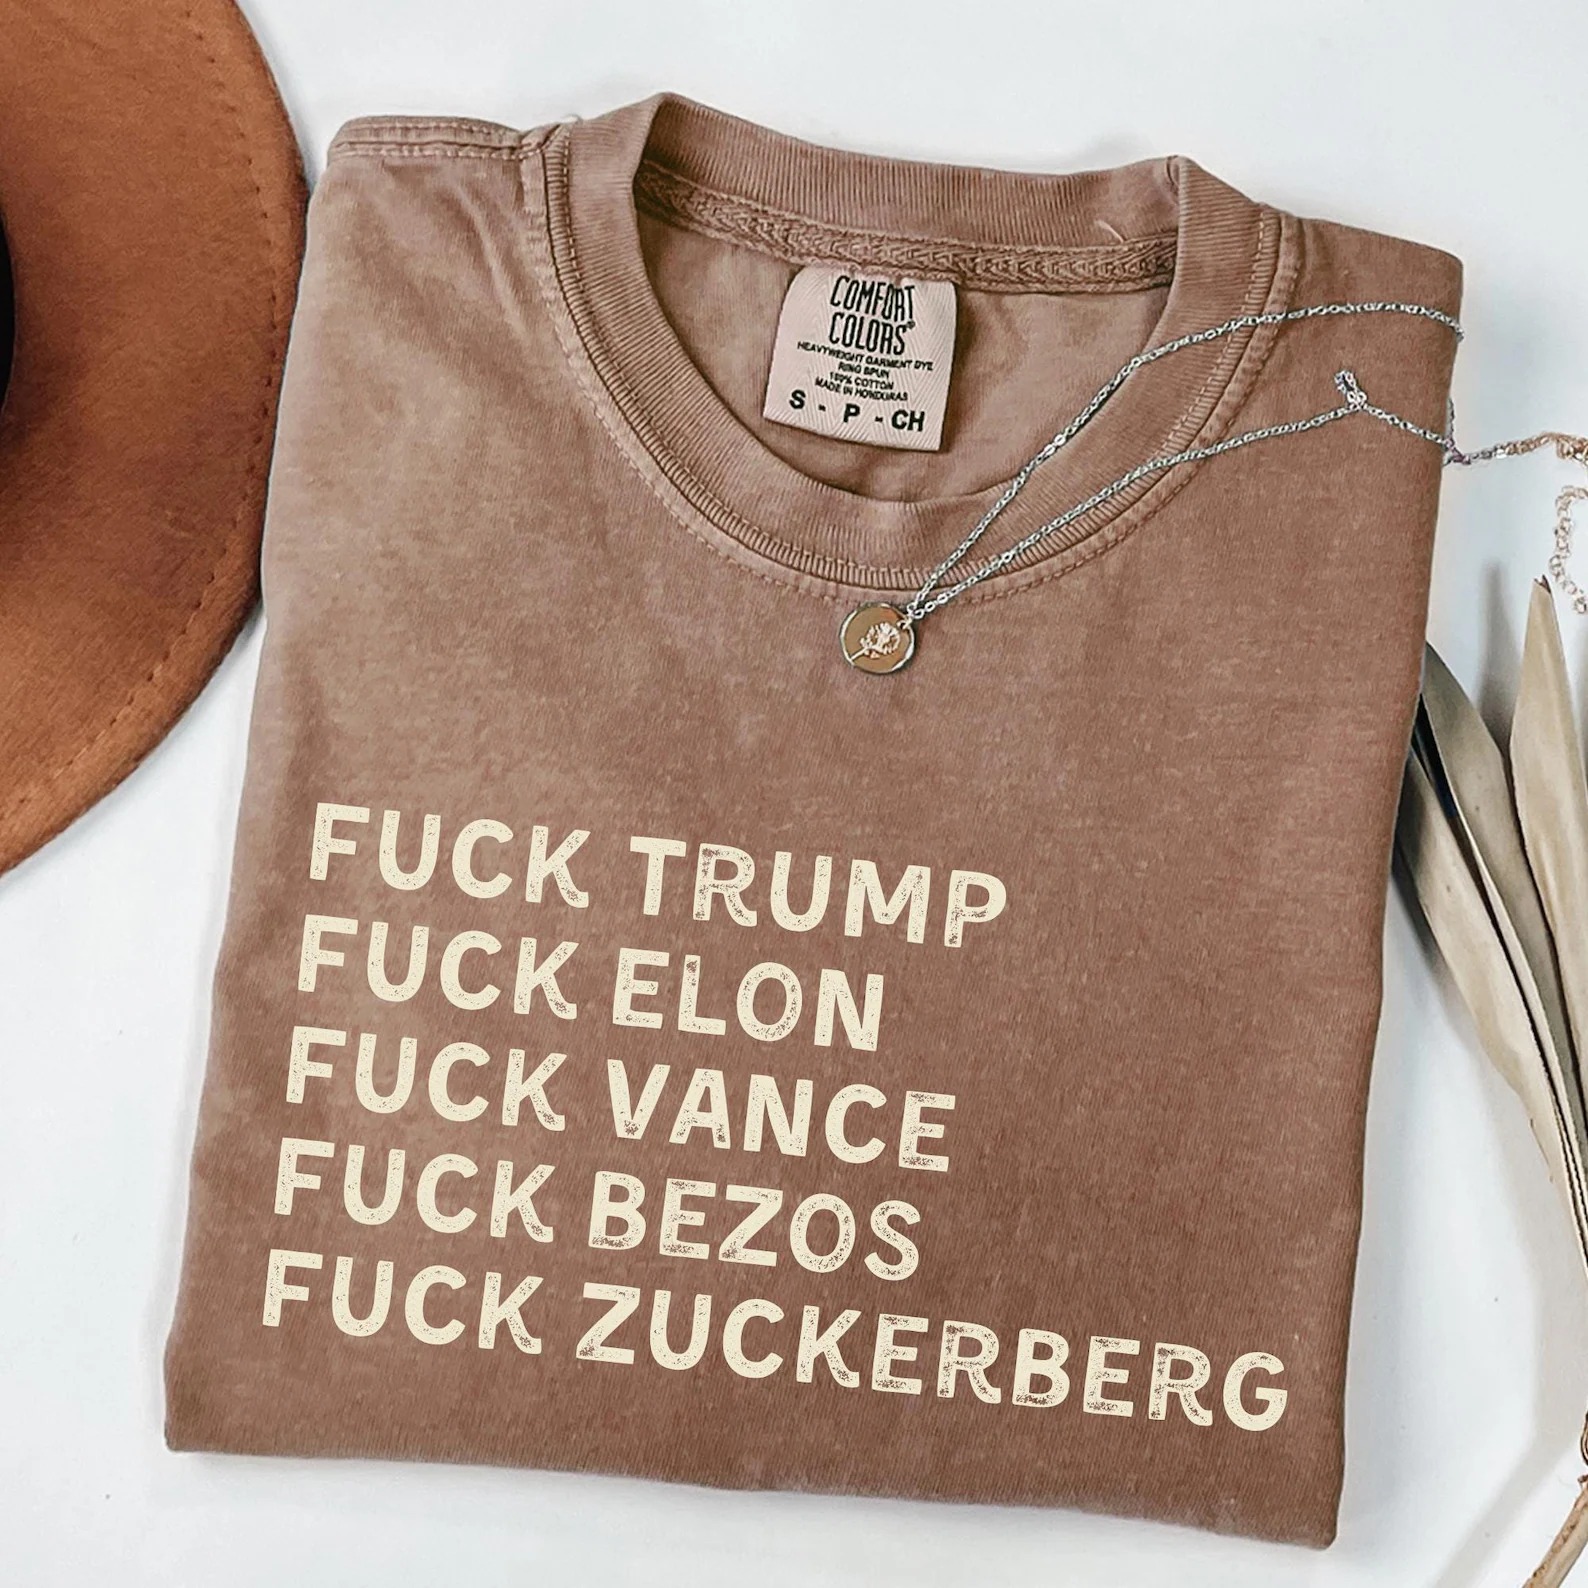 COMFORT
COLORS®
HEAVYWEIGHT GARMENT DYE
RING SPUN
100% COTTON
MADE IN HONDURAS
S - P - CH
FUCK TRUMP
FUCK ELON
FUCK VANCE
FUCK BEZOS
FUCK ZUCKERBERG